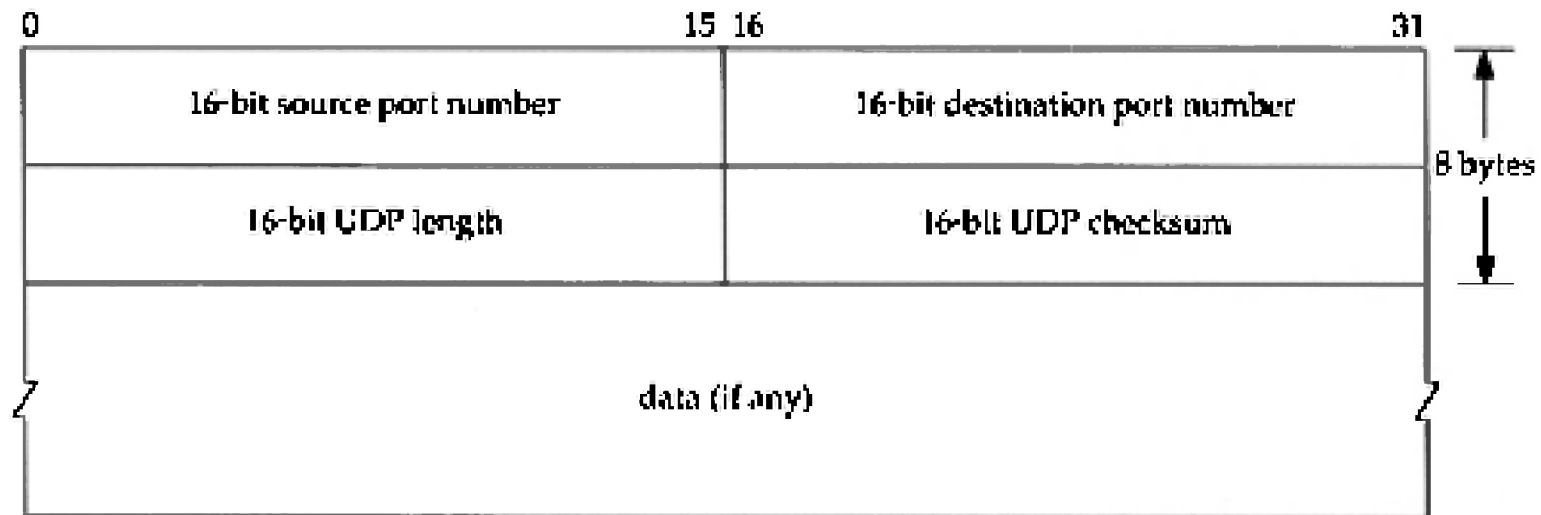 0 15 16 31
16-bit source port number 16-bit destination port number
8 bytes
16-bit UDP length 16-bit UDP checksum
data (if any)